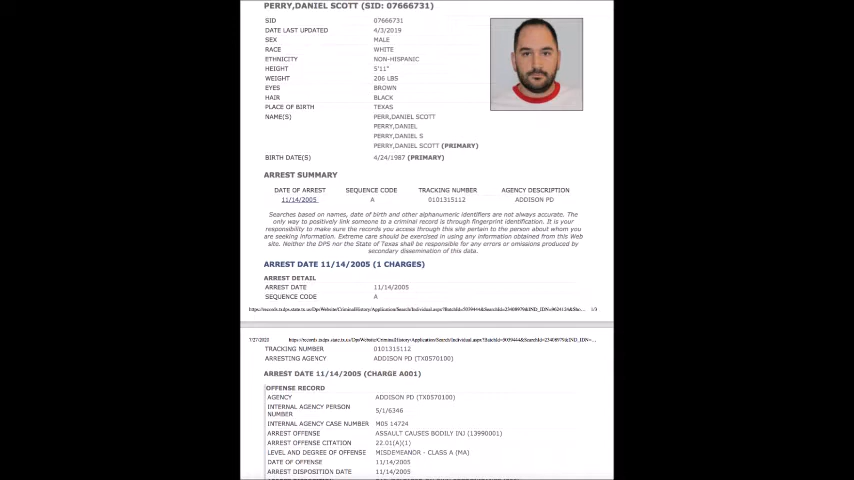 PERRY,DANIEL SCOTT (SID: 07666731)
SID 07666731
DATE LAST UPDATED 4/3/2019
SEX MALE
RACE WHITE
ETHNICITY NON-HISPANIC
HEIGHT 5'11"
WEIGHT 206 LBS
EYES BROWN
HAIR BLACK
PLACE OF BIRTH TEXAS
NAME(S) PERR,DANIEL SCOTT
PERRY,DANIEL
PERRY,DANIEL S
PERRY,DANIEL SCOTT (PRIMARY)
BIRTH DATE(S) 4/24/1987 (PRIMARY)
ARREST SUMMARY
DATE OF ARREST SEQUENCE CODE TRACKING NUMBER AGENCY DESCRIPTION
11/14/2005 A 0101315112 ADDISON PD
Searches based on names, date of birth and other alphanumeric identifiers are not always accurate. The
only way to positively link someone to a criminal record is through fingerprint identification. It is your
responsibility to make sure the records you access through this site pertain to the person about whom you
are seeking information. Extreme care should be exercised in using any information obtained from this Web
site. Neither the DPS nor the State of Texas shall be responsible for any errors or omissions produced by
secondary dissemination of this data.
ARREST DATE 11/14/2005 (1 CHARGES)
ARREST DETAIL
ARREST DATE 11/14/2005
SEQUENCE CODE A
1/3
TRACKING NUMBER 0101315112
ARRESTING AGENCY ADDISON PD (TX0570100)
ARREST DATE 11/14/2005 (CHARGE A001)
OFFENSE RECORD
AGENCY ADDISON PD (TX0570100)
INTERNAL AGENCY PERSON
NUMBER 5/1/6346
INTERNAL AGENCY CASE NUMBER M05 14724
ARREST OFFENSE ASSAULT CAUSES BODILY INJ (13990001)
ARREST OFFENSE CITATION 22.01(A)(1)
LEVEL AND DEGREE OF OFFENSE MISDEMEANOR - CLASS A (MA)
DATE OF OFFENSE 11/14/2005
ARREST DISPOSITION DATE 11/14/2005